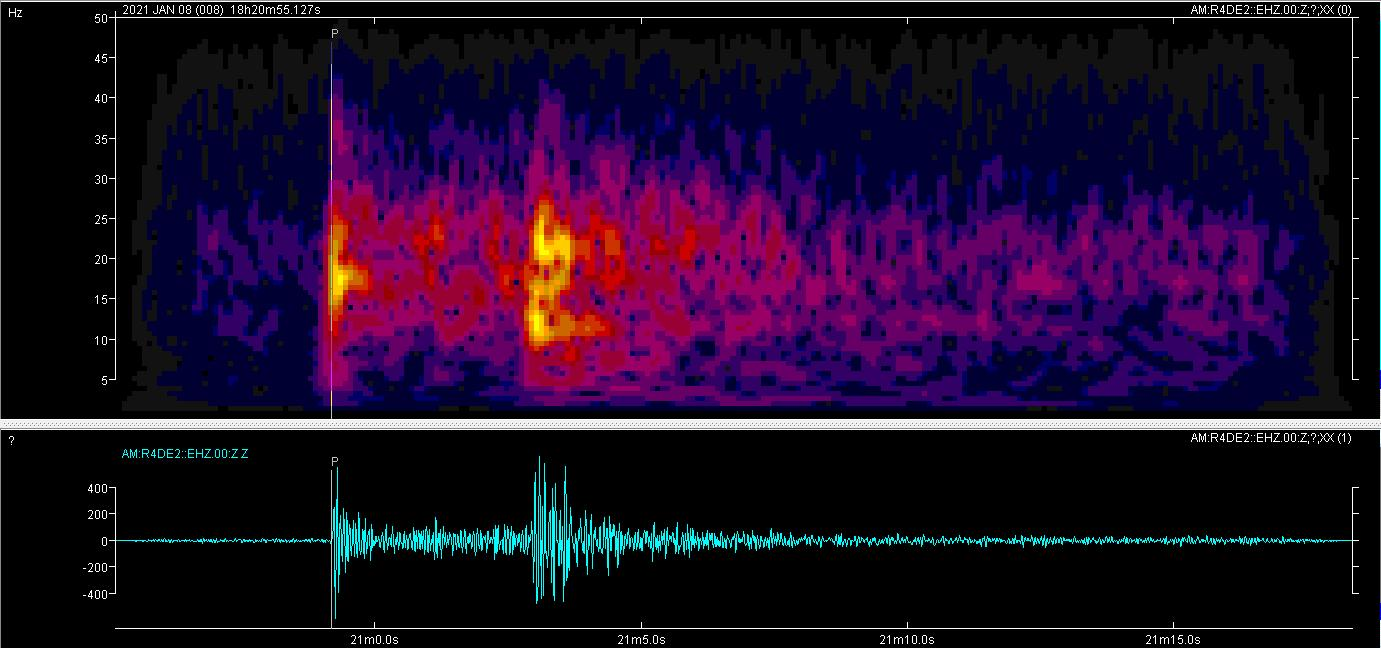 Hz
2021 JAN 08 (008) 18h20m55.127s
AM:R4DE2::EHZ.00:Z;?;XX (0)
P
50
45
40
35
30
25
20
15
10
5
?
AM:R4DE2::EHZ.00:Z;?;XX (1)
AM:R4DE2::EHZ.00:Z Z
P
400
200
0
-200
-400
21m0.0s
21m5.0s
21m10.0s
21m15.0s